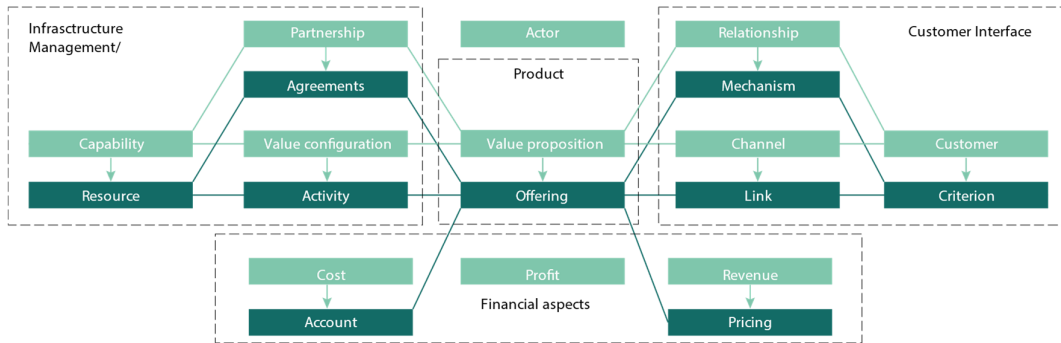 Infrasctructure
Management/
Partnership
Actor
Relationship
Customer Interface
Product
Agreements
Mechanism
Capability
Value configuration
Value proposition
Channel
Customer
Resource
Activity
Offering
Link
Criterion
Cost
Profit
Revenue
Financial aspects
Account
Pricing